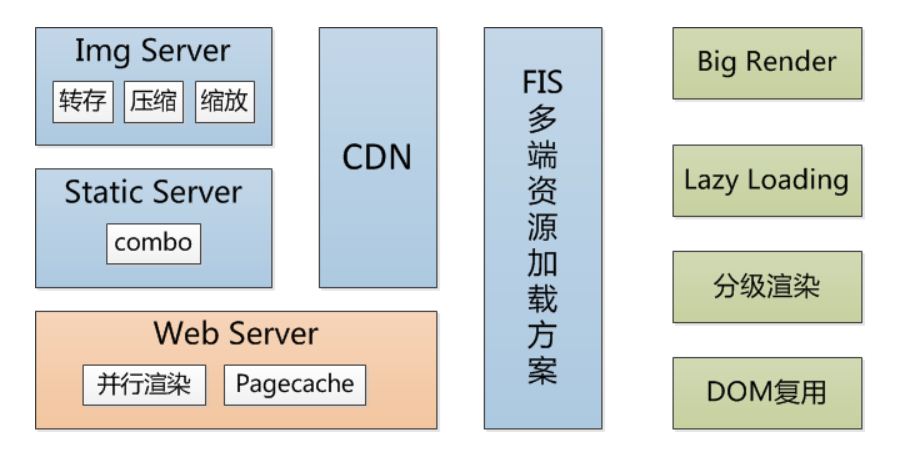 Img Server
转存 压缩 缩放
Static Server
combo
Web Server
并行渲染 Pagecache
CDN
FIS
多
端
资
源
加
载
方
案
Big Render
Lazy Loading
分级渲染
DOM复用